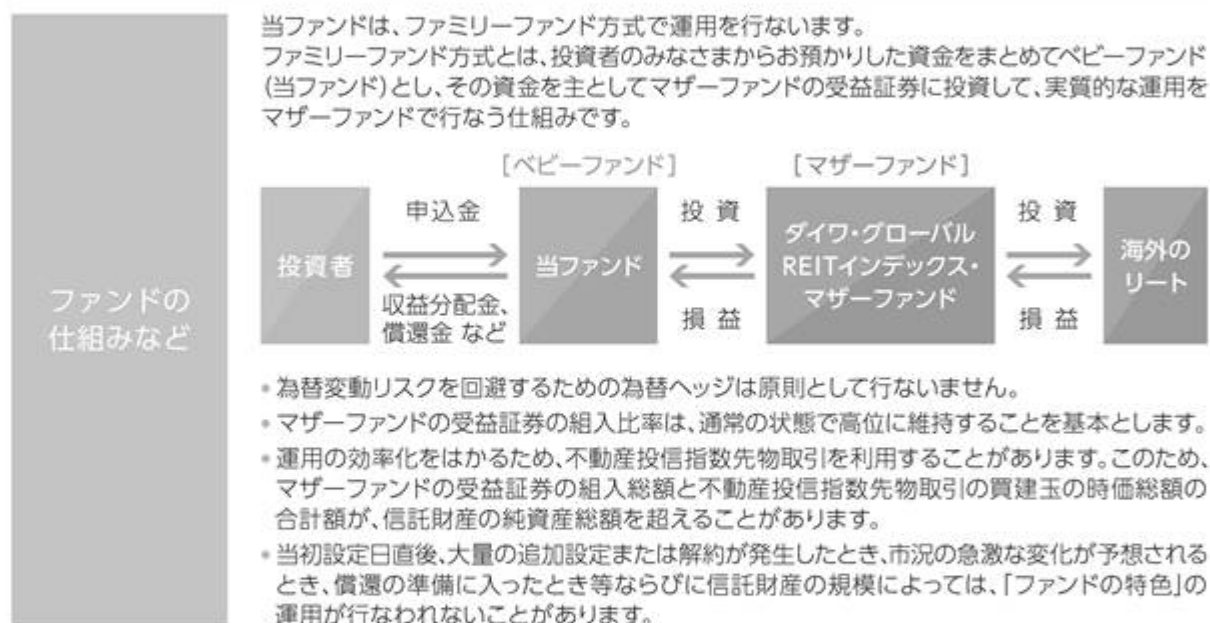 ファンドの
仕組みなど
当ファンドは、ファミリーファンド方式で運用を行ないます。
ファミリーファンド方式とは、投資者のみなさまからお預かりした資金をまとめてベビーファンド
(当ファンド)とし、その資金を主としてマザーファンドの受益証券に投資して、実質的な運用を
マザーファンドで行なう仕組みです。
[ベビーファンド]
[マザーファンド]
投資者
申込金
収益分配金、
償還金 など
当ファンド
投 資
損 益
ダイワ・グローバル
REITインデックス・
マザーファンド
投 資
損 益
海外の
リート
• 為替変動リスクを回避するための為替ヘッジは原則として行ないません。
• マザーファンドの受益証券の組入比率は、通常の状態で高位に維持することを基本とします。
• 運用の効率化をはかるため、不動産投信指数先物取引を利用することがあります。このため、
マザーファンドの受益証券の組入総額と不動産投信指数先物取引の買建玉の時価総額の
合計額が、信託財産の純資産総額を超えることがあります。
• 当初設定日直後、大量の追加設定または解約が発生したとき、市況の急激な変化が予想される
とき、償還の準備に入ったとき等ならびに信託財産の規模によっては、「ファンドの特色」の
運用が行なわれないことがあります。